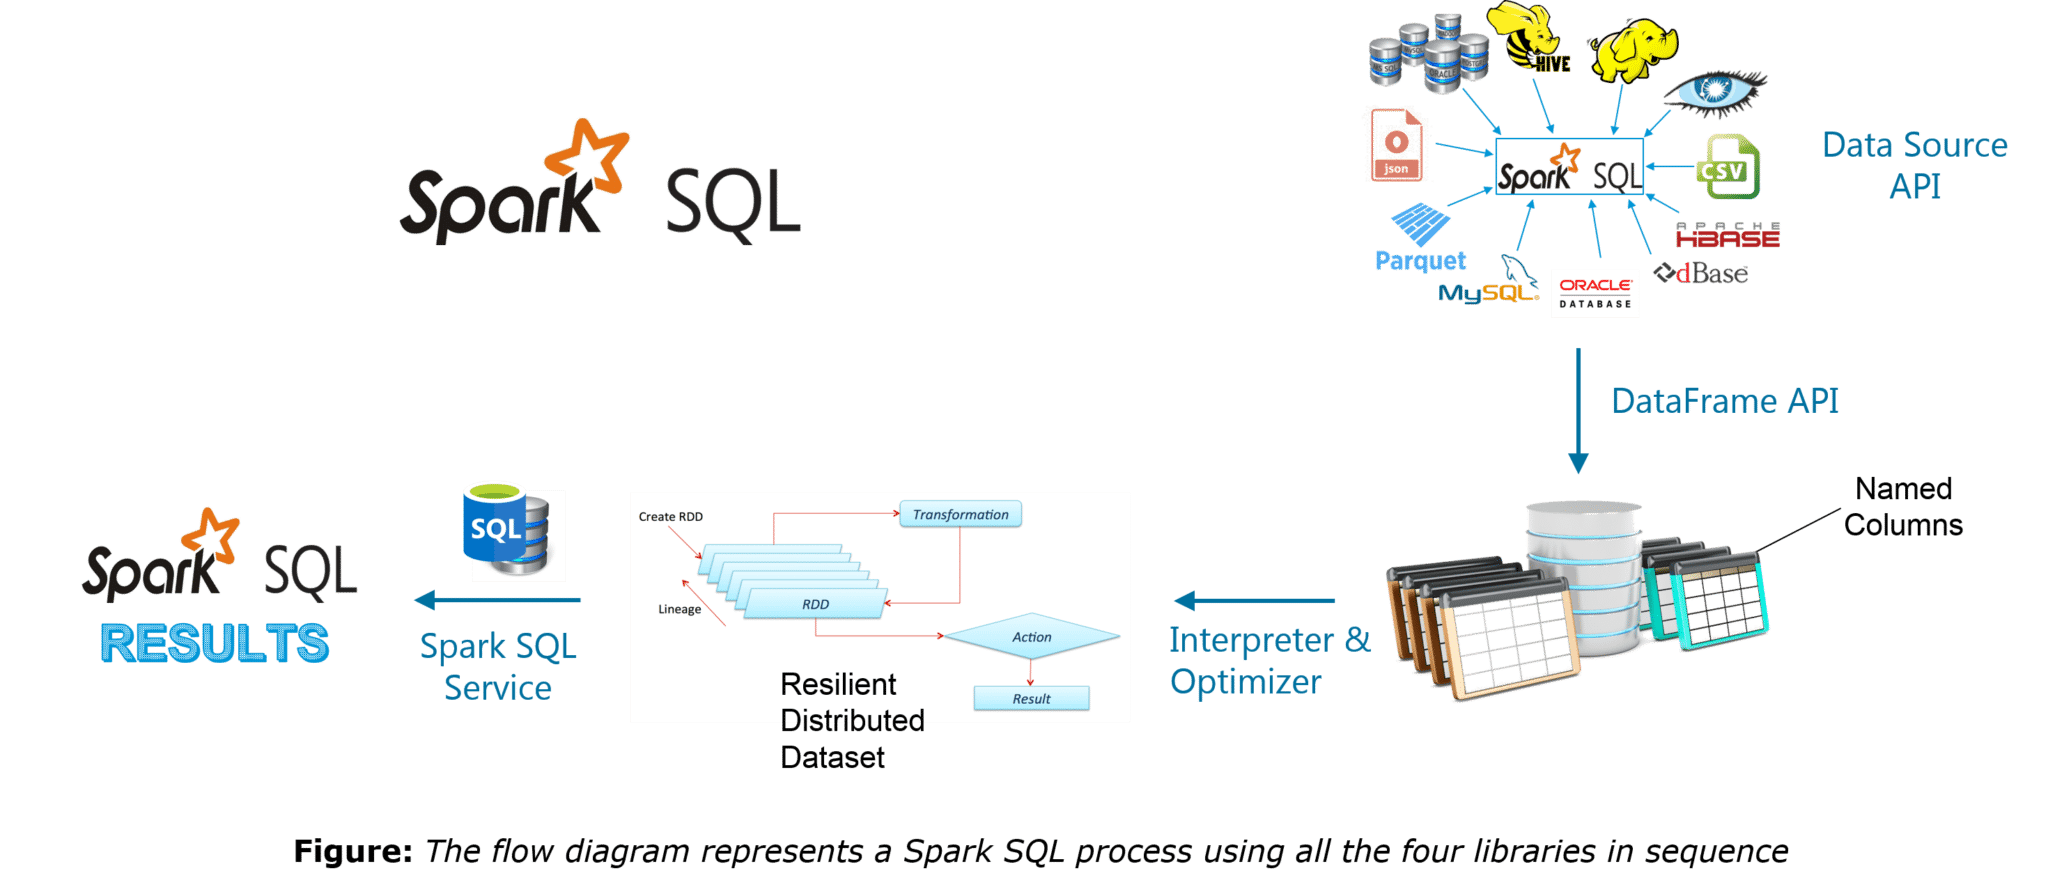 Spark SQL
ORACLE
HIVE
json
Spark SQL
CSV
Data Source
API
Parquet
APACHE
HBASE
MySQL
dBase™
ORACLE
DATABASE
DataFrame API
Named
Columns
Spark SQL
RESULTS
SQL
Spark SQL
Service
Create RDD
Transformation
RDD
Lineage
Action
Result
Resilient
Distributed
Dataset
Interpreter &
Optimizer
Figure: The flow diagram represents a Spark SQL process using all the four libraries in sequence